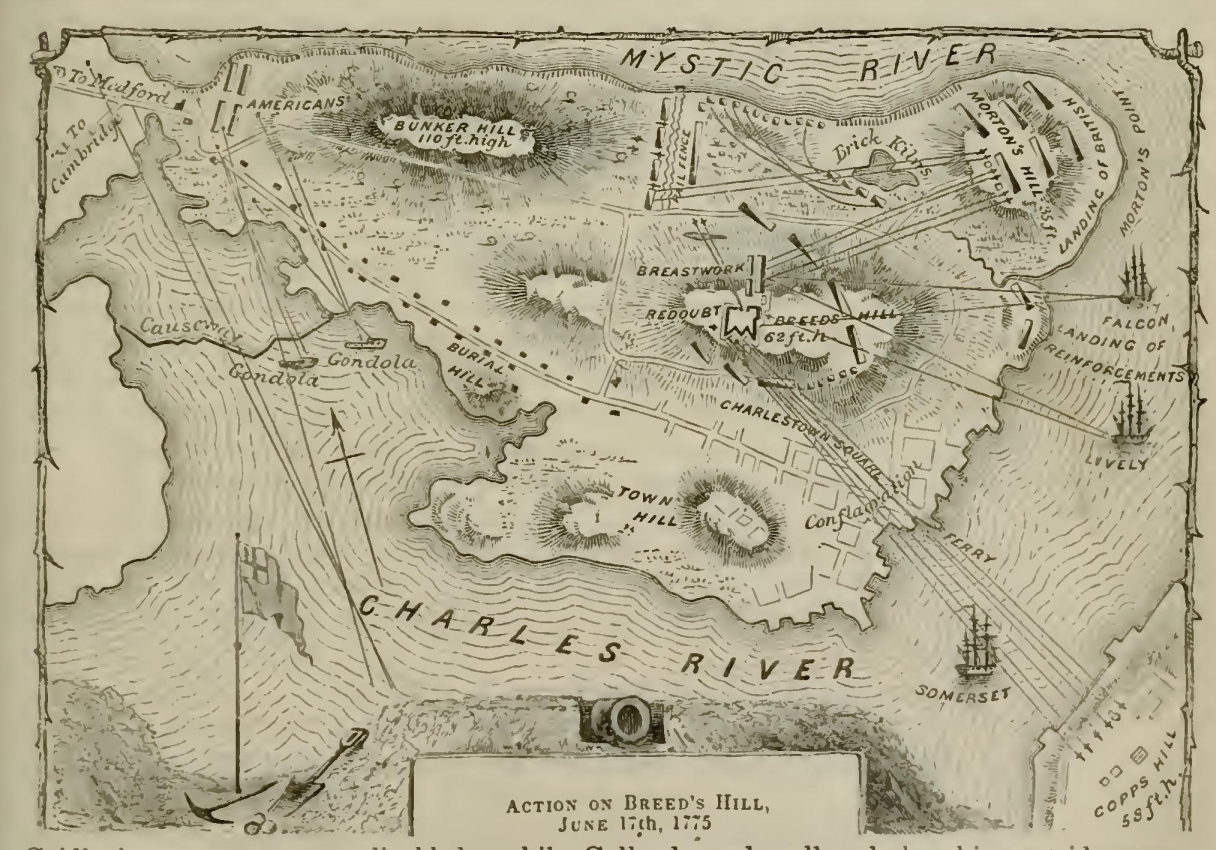 MYSTIC RIVER
To Medford
To Cambridge
AMERICANS
BUNKER HILL
110 ft. high
FENCE
Brick Kilns
MORTON'S HILL
35 ft
LANDING OF BRITISH
MORTON'S POINT
BREASTWORK
REDOUBT
BREEDS HILL
62 ft. h
FALCON
LANDING OF
REINFORCEMENTS
LIVELY
Causeway
Gondola
Gondola
BURIAL
HILL
CHARLESTOWN SQUARE
Conflamation
TOWN
HILL
FERRY
CHARLES RIVER
SOMERSET
COPPS HILL
58 ft. h.
ACTION ON BREED'S HILL,
JUNE 17th, 1775